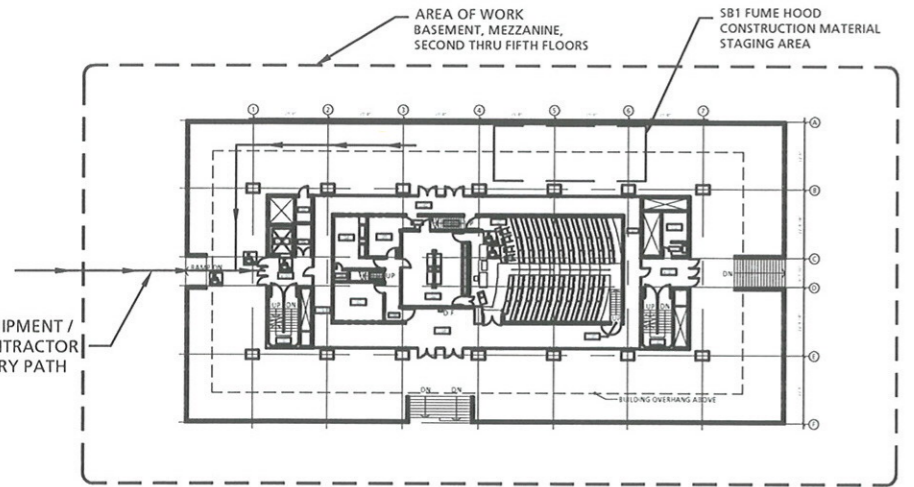 AREA OF WORK
BASEMENT, MEZZANINE,
SECOND THRU FIFTH FLOORS
SB1 FUME HOOD
CONSTRUCTION MATERIAL
STAGING AREA
1 2 3 4 5 6 7
A
B
C
D
E
F
UP
DN
UP DN
UP DN
DN DN
BUILDING OVERHANG ABOVE
IPMENT /
NTRACTOR
RY PATH